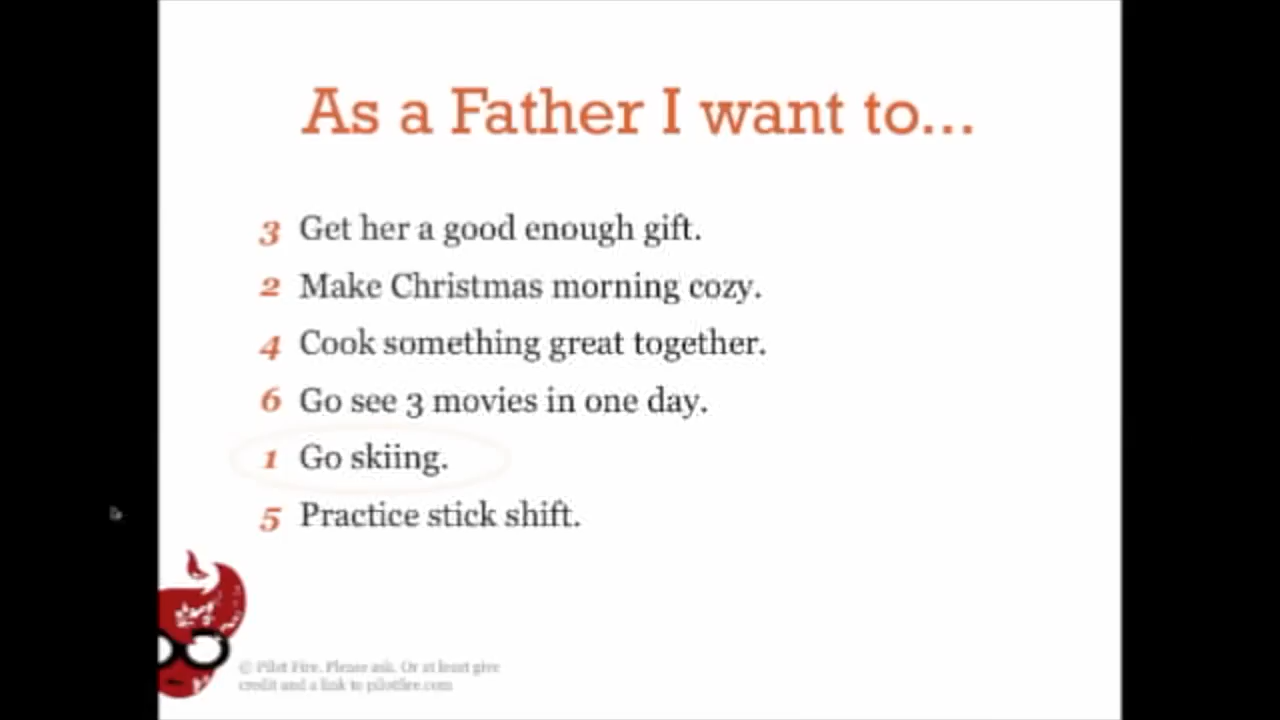 As a Father I want to...
3 Get her a good enough gift.
2 Make Christmas morning cozy.
4 Cook something great together.
6 Go see 3 movies in one day.
1 Go skiing.
5 Practice stick shift.
© Pilot Fire. Please ask. Or at least give
credit and a link to pilotfire.com